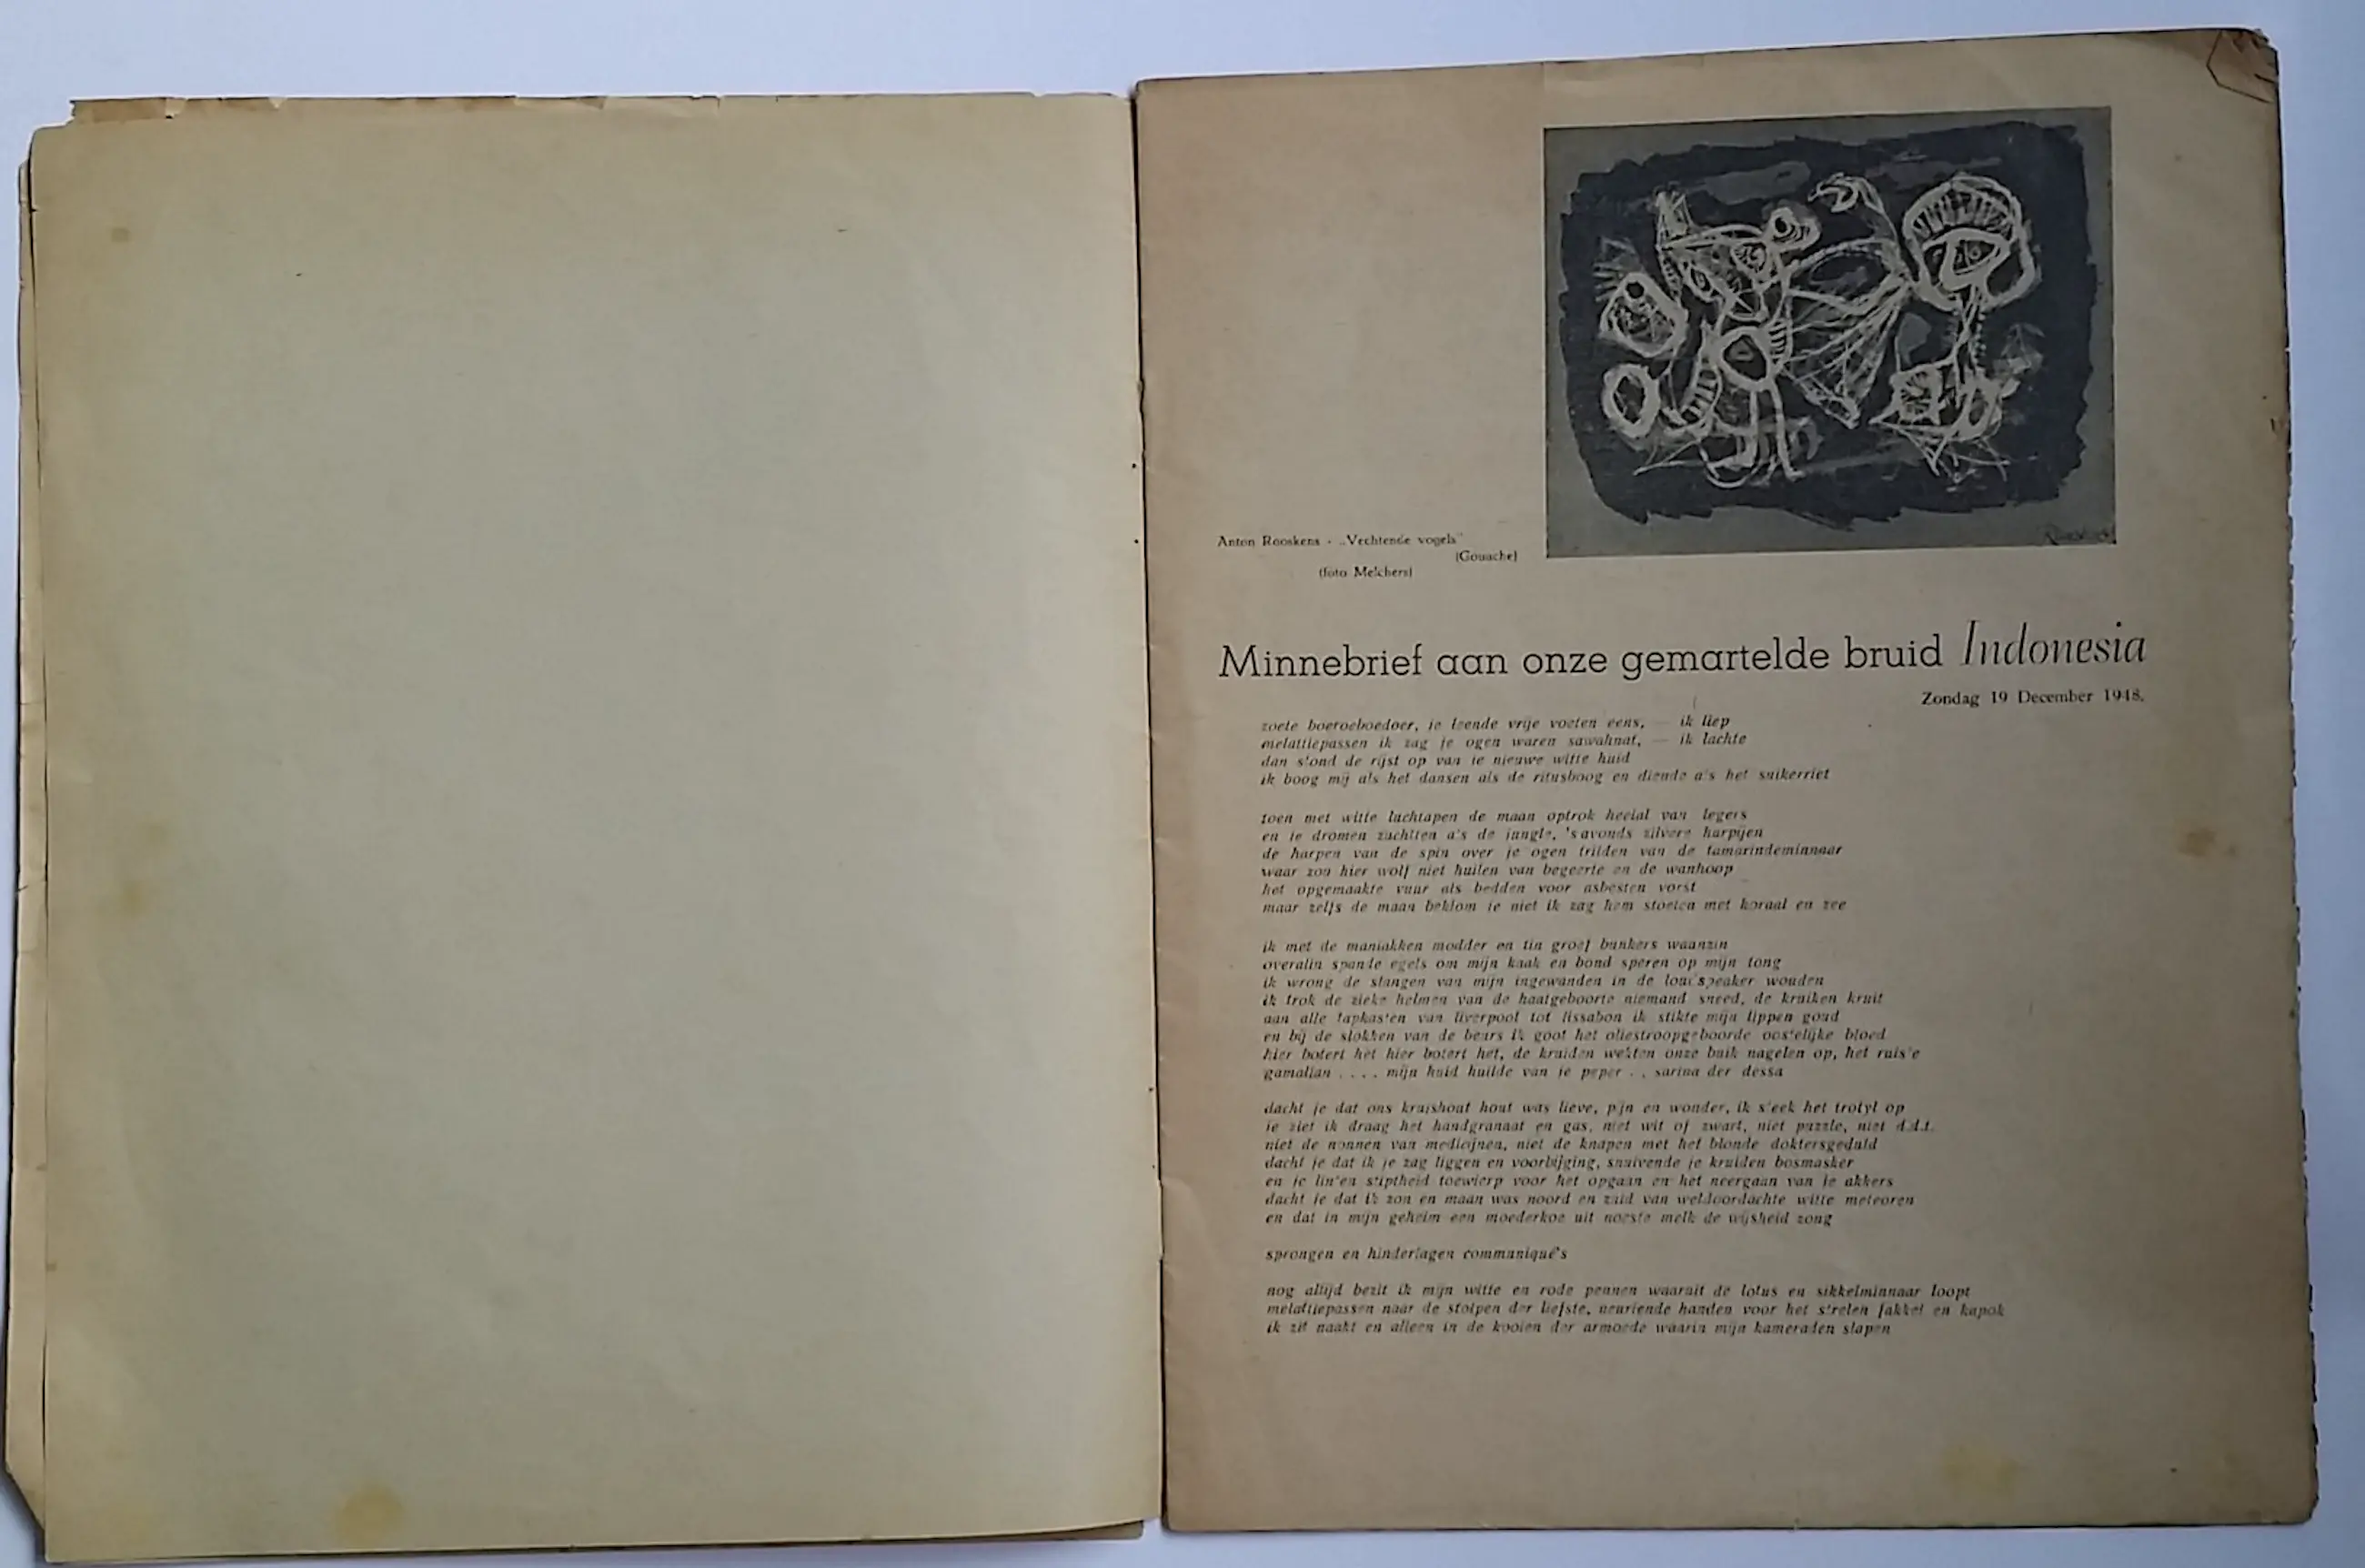 Anton Rooskens - „Vechtende vogels"
(Gouache)
(foto Melchers)
Minnebrief aan onze gemartelde bruid Indonesia
Zondag 19 December 1948.
zoete boeroeboedoer, je leende vrije voeten eens, — ik liep
melattiepassen ik zag je ogen waren sawahnat, — ik lachte
dan stond de rijst op van je nieuwe witte huid
ik boog mij als het dansen als de ritusboog en diende als het suikerriet
toen met witte luchtapen de maan optrok heelal van legers
en je dromen zuchtten als de jungle, 's avonds zilvere harpijen
de harpen van de spin over je ogen trilden van de tamarindeminnaar
waar zou hier wolf niet huilen van begeerte en de wanhoop
het opgemaakte vuur als bedden voor asbesten vorst
maar zelfs de maan beklom je niet ik zag hem stoeien met koraal en zee
ik met de maniakken modder en tin groef bunkers waanzin
overalin spande egels om mijn kaak en bond speren op mijn tong
ik wrong de slangen van mijn ingewanden in de loudspeaker wouden
ik trok de zieke helmen van de haatgeboorte niemand sneed, de kruiken kruit
aan alle tapkasten van liverpool tot lissabon ik stikte mijn lippen goud
en bij de slokken van de beurs ik goot het oliestroopgeboorde oostelijke bloed
hier botert het hier botert het, de kruiden wekten onze buik nagelen op, het ruiste
gamalian . . . . mijn huid huilde van je peper . . sarina der dessa
dacht je dat ons kruishout hout was lieve, pijn en wonder, ik steek het trotyl op
je ziet ik draag het handgranaat en gas, niet wit of zwart, niet puzzle, niet d.d.t.
niet de nonnen van medicijnen, niet de knapen met het blonde doktersgeduld
dacht je dat ik je zag liggen en voorbijging, snuivende je kruiden bosmasker
en je linten stiptheid toewierp voor het opgaan en het neergaan van je akkers
dacht je dat ik zon en maan was noord en zuid van weldoordachte witte meteoren
en dat in mijn geheim een moederkoe uit noeste melk de wijsheid zong
sprongen en hinderlagen communiqué's
nog altijd bezit ik mijn witte en rode pennen waaruit de lotus en sikkelminnaar loopt
melattiepassen naar de stolpen der liefste, neuriende handen voor het strelen fakkel en kapok
ik zit naakt en alleen in de kooien der armoede waarin mijn kameraden slapen